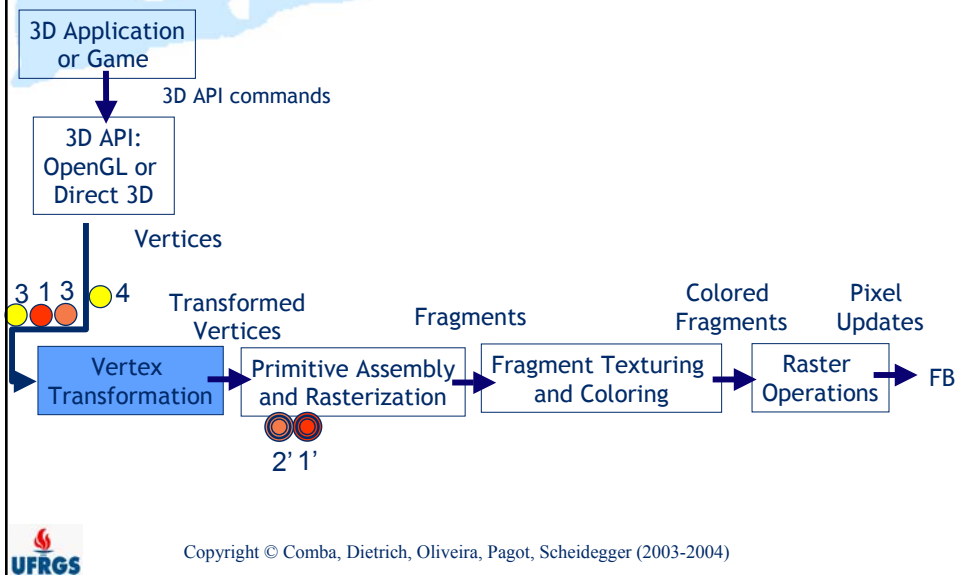 3D Application
or Game
3D API commands
3D API:
OpenGL or
Direct 3D
Vertices
3 1 3 4
Transformed
Vertices
Fragments
Colored
Fragments
Pixel
Updates
Vertex
Transformation
Primitive Assembly
and Rasterization
Fragment Texturing
and Coloring
Raster
Operations
FB
2' 1'
UFRGS
Copyright © Comba, Dietrich, Oliveira, Pagot, Scheidegger (2003-2004)